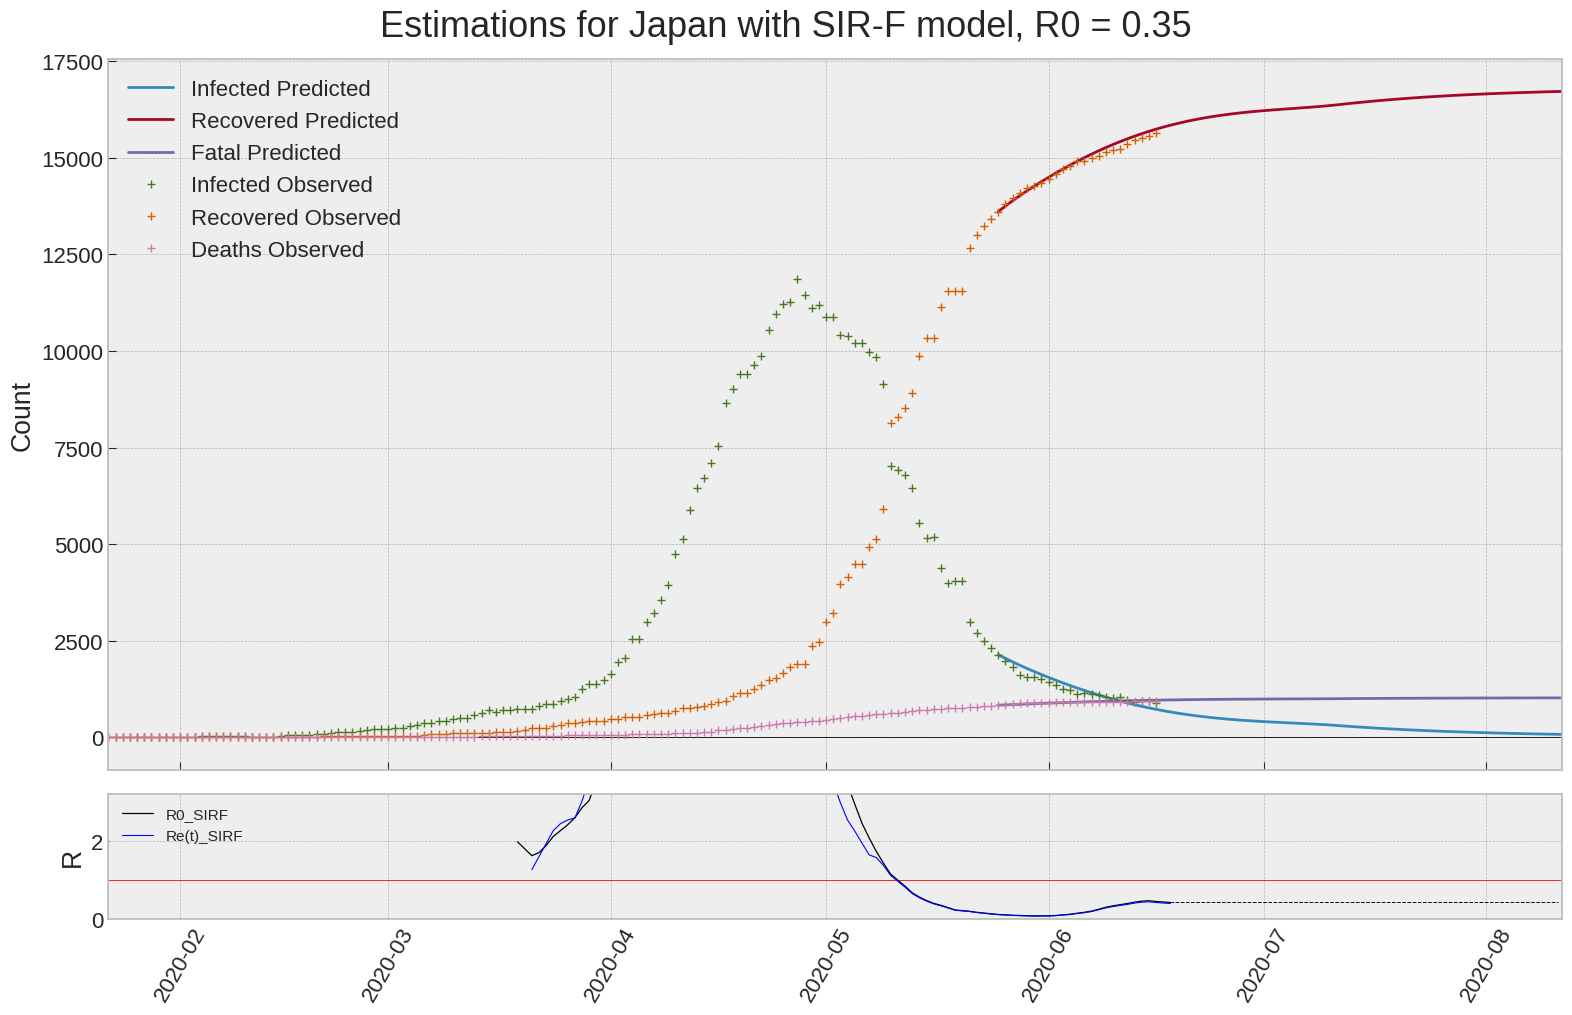 Estimations for Japan with SIR-F model, R0 = 0.35
17500
15000
12500
10000
7500
5000
2500
0
Count
Infected Predicted
Recovered Predicted
Fatal Predicted
Infected Observed
Recovered Observed
Deaths Observed
R0_SIRF
Re(t)_SIRF
2
0
R
2020-02
2020-03
2020-04
2020-05
2020-06
2020-07
2020-08